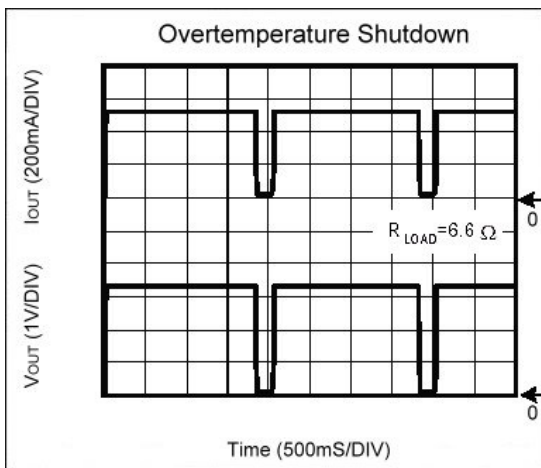 Overtemperature Shutdown
IOUT (200mA/DIV)
0
RLOAD=6.6 Ω
VOUT (1V/DIV)
0
Time (500mS/DIV)